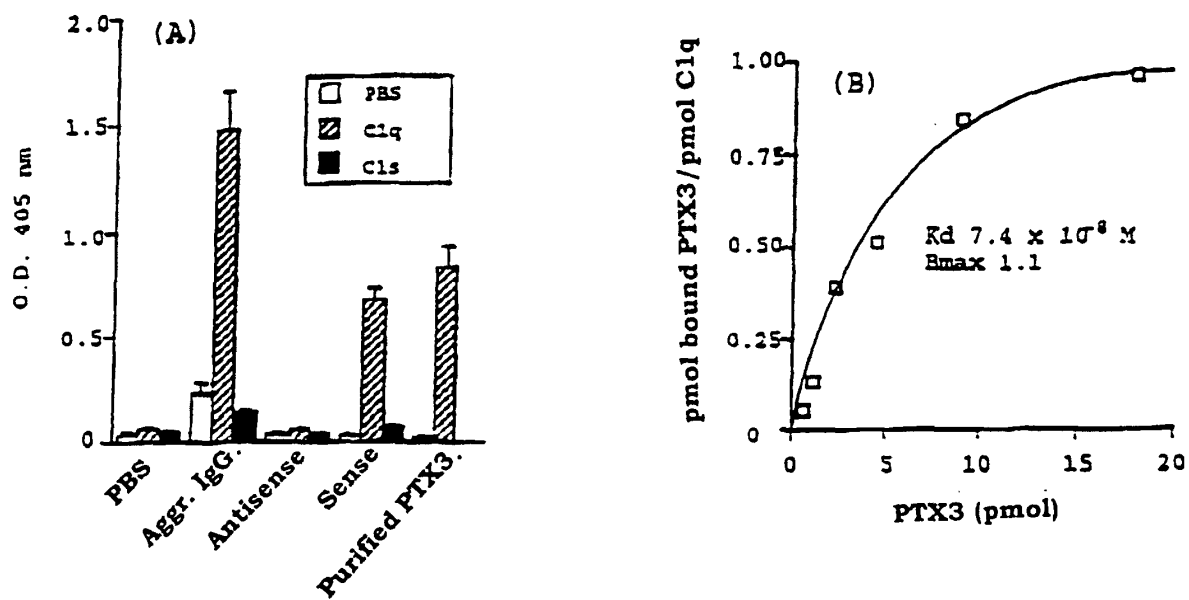 (A)
2.0
1.5
1.0
0.5
0
O.D. 405 nm
PBS
C1q
C1s
PBS
Aggr. IgG.
Antisense
Sense
Purified PTX3.
(B)
1.00
0.75
0.50
0.25
0
pmol bound PTX3/pmol C1q
Kd 7.4 x 10⁻⁸ M
Bmax 1.1
0 5 10 15 20
PTX3 (pmol)